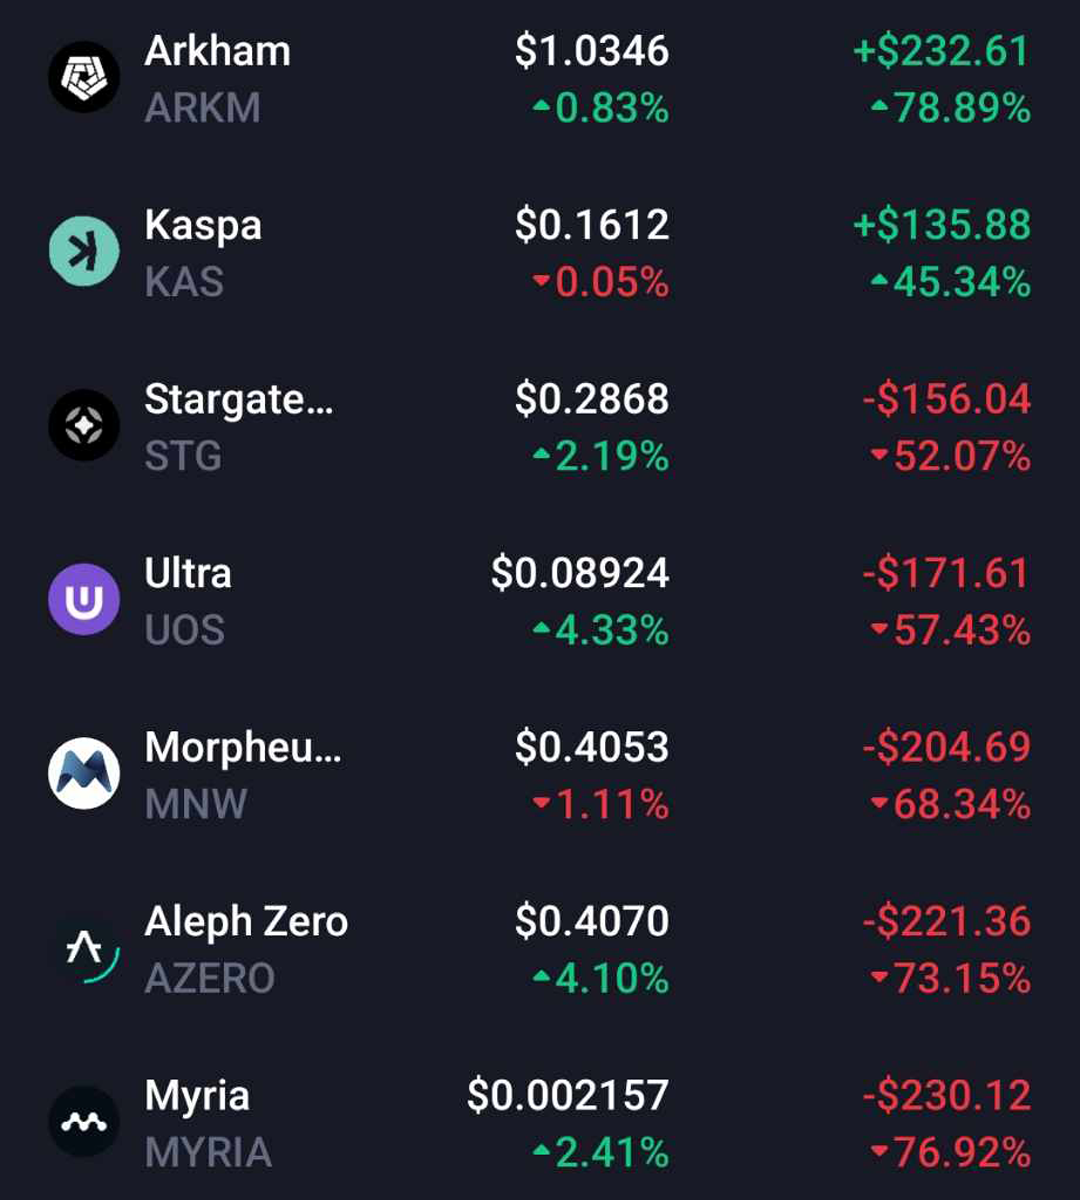 Arkham $1.0346 +$232.61
ARKM ▲0.83% ▲78.89%
Kaspa $0.1612 +$135.88
KAS ▼0.05% ▲45.34%
Stargate... $0.2868 -$156.04
STG ▲2.19% ▼52.07%
Ultra $0.08924 -$171.61
UOS ▲4.33% ▼57.43%
Morpheu... $0.4053 -$204.69
MNW ▼1.11% ▼68.34%
Aleph Zero $0.4070 -$221.36
AZERO ▲4.10% ▼73.15%
Myria $0.002157 -$230.12
MYRIA ▲2.41% ▼76.92%